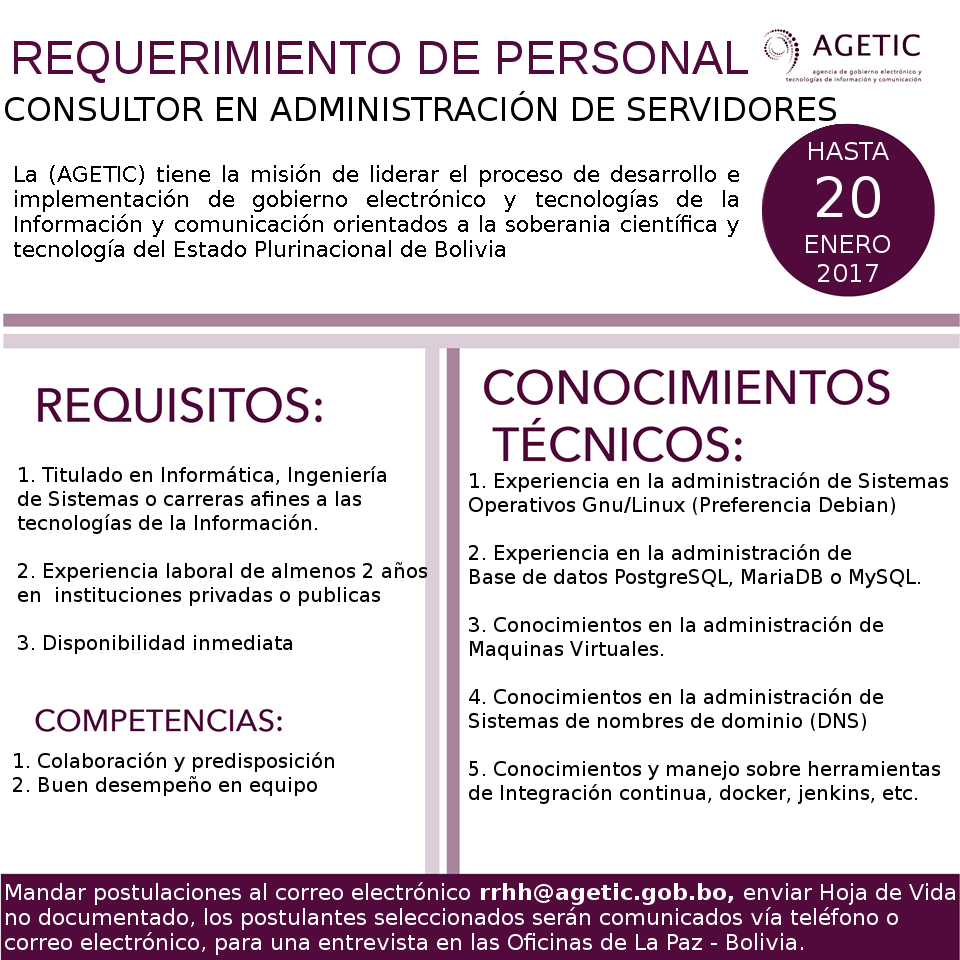 REQUERIMIENTO DE PERSONAL
AGETIC
agencia de gobierno electrónico y
tecnologías de información y comunicación
CONSULTOR EN ADMINISTRACIÓN DE SERVIDORES
HASTA
20
ENERO
2017
La (AGETIC) tiene la misión de liderar el proceso de desarrollo e
implementación de gobierno electrónico y tecnologías de la
Información y comunicación orientados a la soberania científica y
tecnología del Estado Plurinacional de Bolivia
REQUISITOS:
1. Titulado en Informática, Ingeniería
de Sistemas o carreras afines a las
tecnologías de la Información.
2. Experiencia laboral de almenos 2 años
en  instituciones privadas o publicas
3. Disponibilidad inmediata
COMPETENCIAS:
1. Colaboración y predisposición
2. Buen desempeño en equipo
CONOCIMIENTOS
TÉCNICOS:
1. Experiencia en la administración de Sistemas
Operativos Gnu/Linux (Preferencia Debian)
2. Experiencia en la administración de
Base de datos PostgreSQL, MariaDB o MySQL.
3. Conocimientos en la administración de
Maquinas Virtuales.
4. Conocimientos en la administración de
Sistemas de nombres de dominio (DNS)
5. Conocimientos y manejo sobre herramientas
de Integración continua, docker, jenkins, etc.
Mandar postulaciones al correo electrónico rrhh@agetic.gob.bo, enviar Hoja de Vida
no documentado, los postulantes seleccionados serán comunicados vía teléfono o
correo electrónico, para una entrevista en las Oficinas de La Paz - Bolivia.